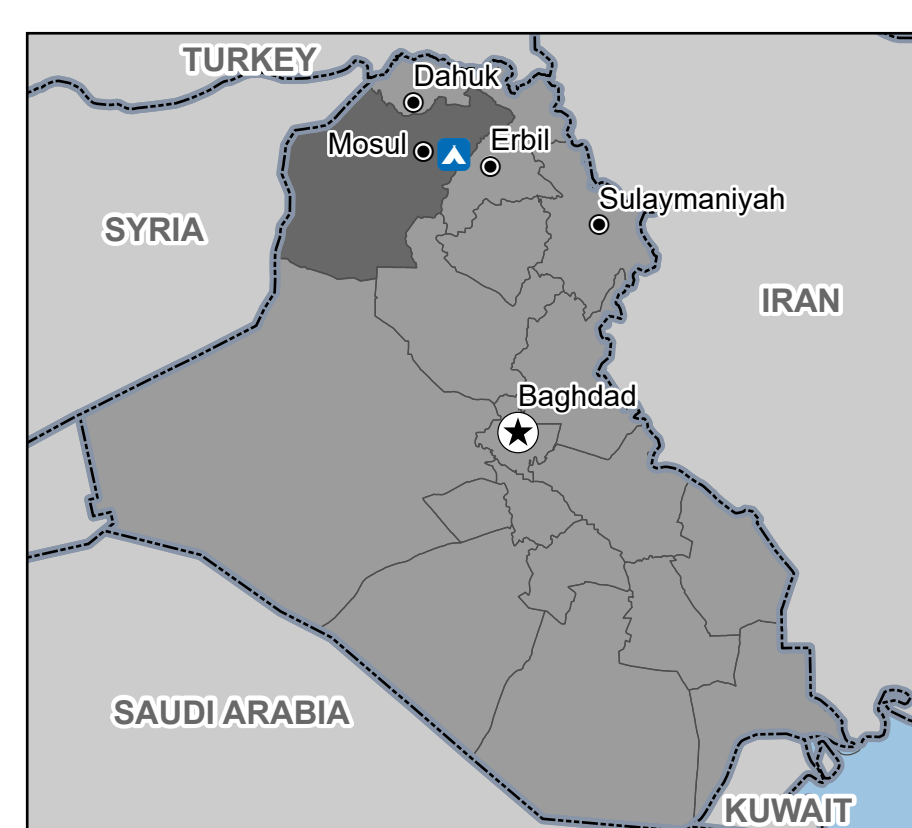 TURKEY
Dahuk
Mosul
Erbil
Sulaymaniyah
SYRIA
IRAN
Baghdad
SAUDI ARABIA
KUWAIT